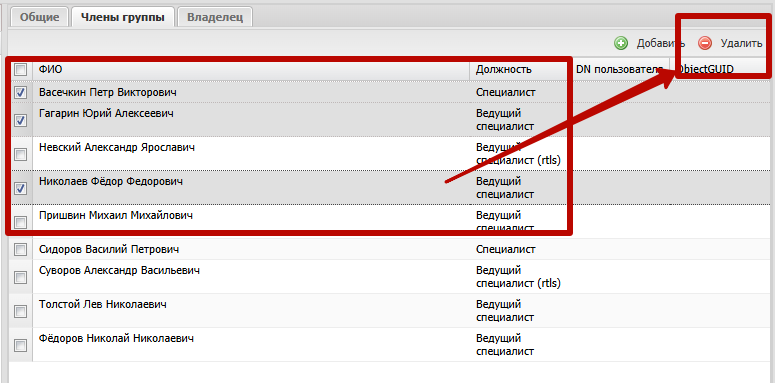 Общие Члены группы Владелец
Добавить Удалить
ФИО Должность DN пользователя ObjectGUID
Васечкин Петр Викторович Специалист
Гагарин Юрий Алексеевич Ведущий
специалист
Невский Александр Ярославич Ведущий
специалист (rtls)
Николаев Фёдор Федорович Ведущий
специалист
Пришвин Михаил Михайлович Ведущий
специалист
Сидоров Василий Петрович Специалист
Суворов Александр Васильевич Ведущий
специалист (rtls)
Толстой Лев Николаевич Ведущий
специалист
Фёдоров Николай Николаевич Ведущий
специалист